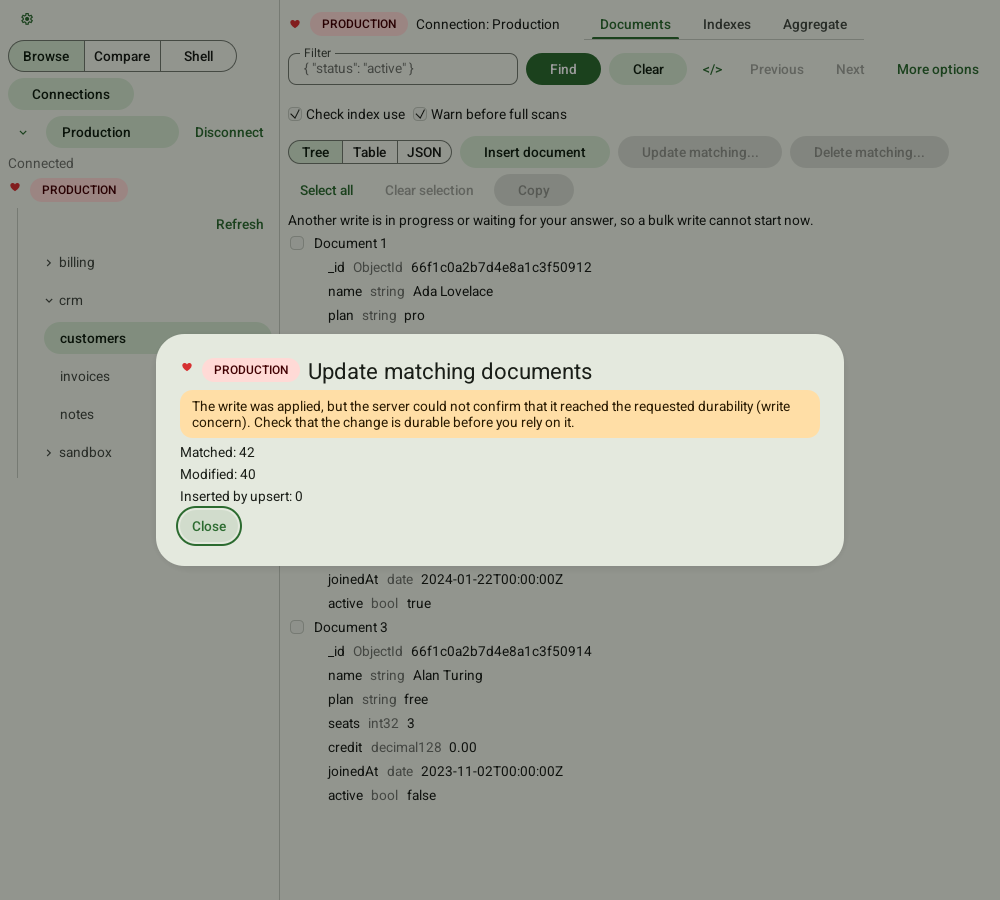 Browse Compare Shell
Connections
Production Disconnect
Connected
PRODUCTION
Refresh
billing
crm
customers
invoices
notes
sandbox
PRODUCTION Connection: Production Documents Indexes Aggregate
Filter
{ "status": "active" } Find Clear </> Previous Next More options
Check index use Warn before full scans
Tree Table JSON Insert document Update matching... Delete matching...
Select all Clear selection Copy
Another write is in progress or waiting for your answer, so a bulk write cannot start now.
Document 1
_id ObjectId 66f1c0a2b7d4e8a1c3f50912
name string Ada Lovelace
plan string pro
PRODUCTION Update matching documents
The write was applied, but the server could not confirm that it reached the requested durability (write
concern). Check that the change is durable before you rely on it.
Matched: 42
Modified: 40
Inserted by upsert: 0
Close
joinedAt date 2024-01-22T00:00:00Z
active bool true
Document 3
_id ObjectId 66f1c0a2b7d4e8a1c3f50914
name string Alan Turing
plan string free
seats int32 3
credit decimal128 0.00
joinedAt date 2023-11-02T00:00:00Z
active bool false